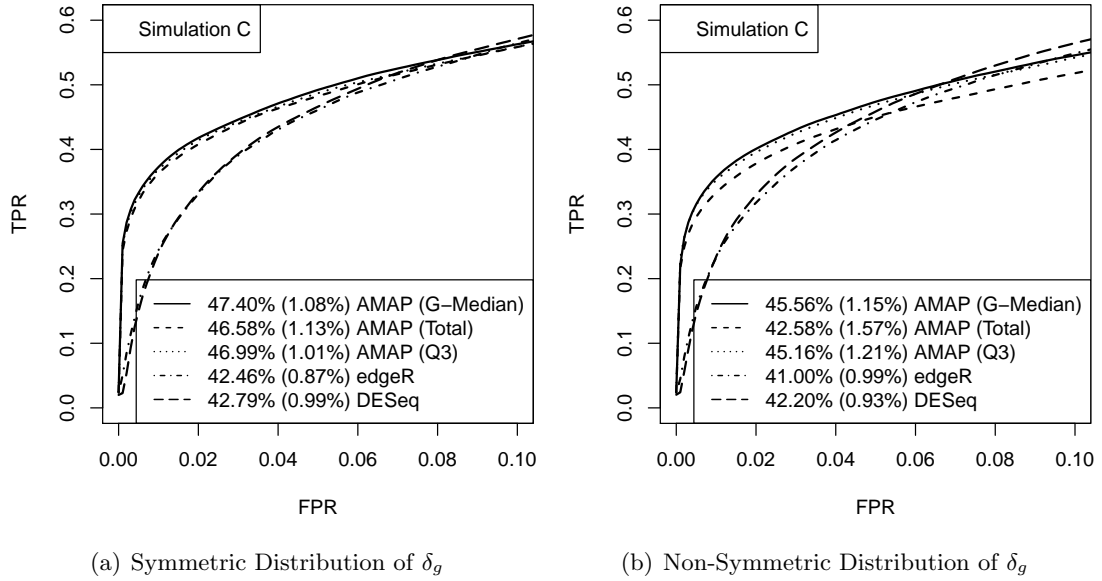 Simulation C
TPR
0.0 0.1 0.2 0.3 0.4 0.5 0.6
47.40% (1.08%) AMAP (G−Median)
46.58% (1.13%) AMAP (Total)
46.99% (1.01%) AMAP (Q3)
42.46% (0.87%) edgeR
42.79% (0.99%) DESeq
0.00 0.02 0.04 0.06 0.08 0.10
FPR
(a) Symmetric Distribution of δg
Simulation C
TPR
0.0 0.1 0.2 0.3 0.4 0.5 0.6
45.56% (1.15%) AMAP (G−Median)
42.58% (1.57%) AMAP (Total)
45.16% (1.21%) AMAP (Q3)
41.00% (0.99%) edgeR
42.20% (0.93%) DESeq
0.00 0.02 0.04 0.06 0.08 0.10
FPR
(b) Non-Symmetric Distribution of δg